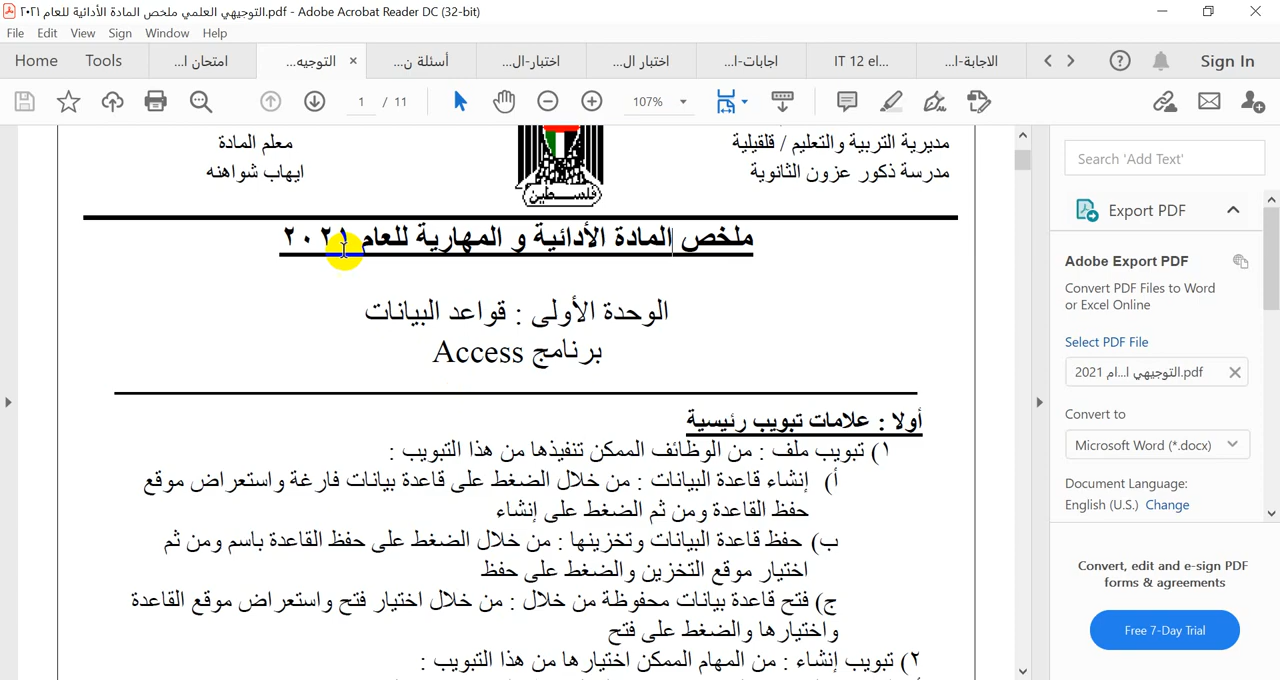 التوجيهي العلمي ملخص المادة الأدائية للعام ٢٠٢١.pdf - Adobe Acrobat Reader DC (32-bit)
File Edit View Sign Window Help
Home Tools امتحان ا... التوجيه... أسئلة ن... اختبار-ال... اختبار ال... اجابات-ا... IT 12 el... الاجابة-ا... Sign In
1 / 11 107%
مديرية التربية والتعليم / قلقيلية
معلم المادة
مدرسة ذكور عزون الثانوية
ايهاب شواهنه
فلسطين
ملخص المادة الأدائية و المهارية للعام ٢٠٢١
الوحدة الأولى : قواعد البيانات
برنامج Access
أولا : علامات تبويب رئيسية
١) تبويب ملف : من الوظائف الممكن تنفيذها من هذا التبويب :
أ) إنشاء قاعدة البيانات : من خلال الضغط على قاعدة بيانات فارغة واستعراض موقع
حفظ القاعدة ومن ثم الضغط على إنشاء
ب) حفظ قاعدة البيانات وتخزينها : من خلال الضغط على حفظ القاعدة باسم ومن ثم
اختيار موقع التخزين والضغط على حفظ
ج) فتح قاعدة بيانات محفوظة من خلال : من خلال اختيار فتح واستعراض موقع القاعدة
واختيارها والضغط على فتح
٢) تبويب إنشاء : من المهام الممكن اختيارها من هذا التبويب :
Search 'Add Text'
Export PDF
Adobe Export PDF
Convert PDF Files to Word
or Excel Online
Select PDF File
التوجيهي ا...ام 2021.pdf
Convert to
Microsoft Word (*.docx)
Document Language:
English (U.S.) Change
Convert, edit and e-sign PDF
forms & agreements
Free 7-Day Trial